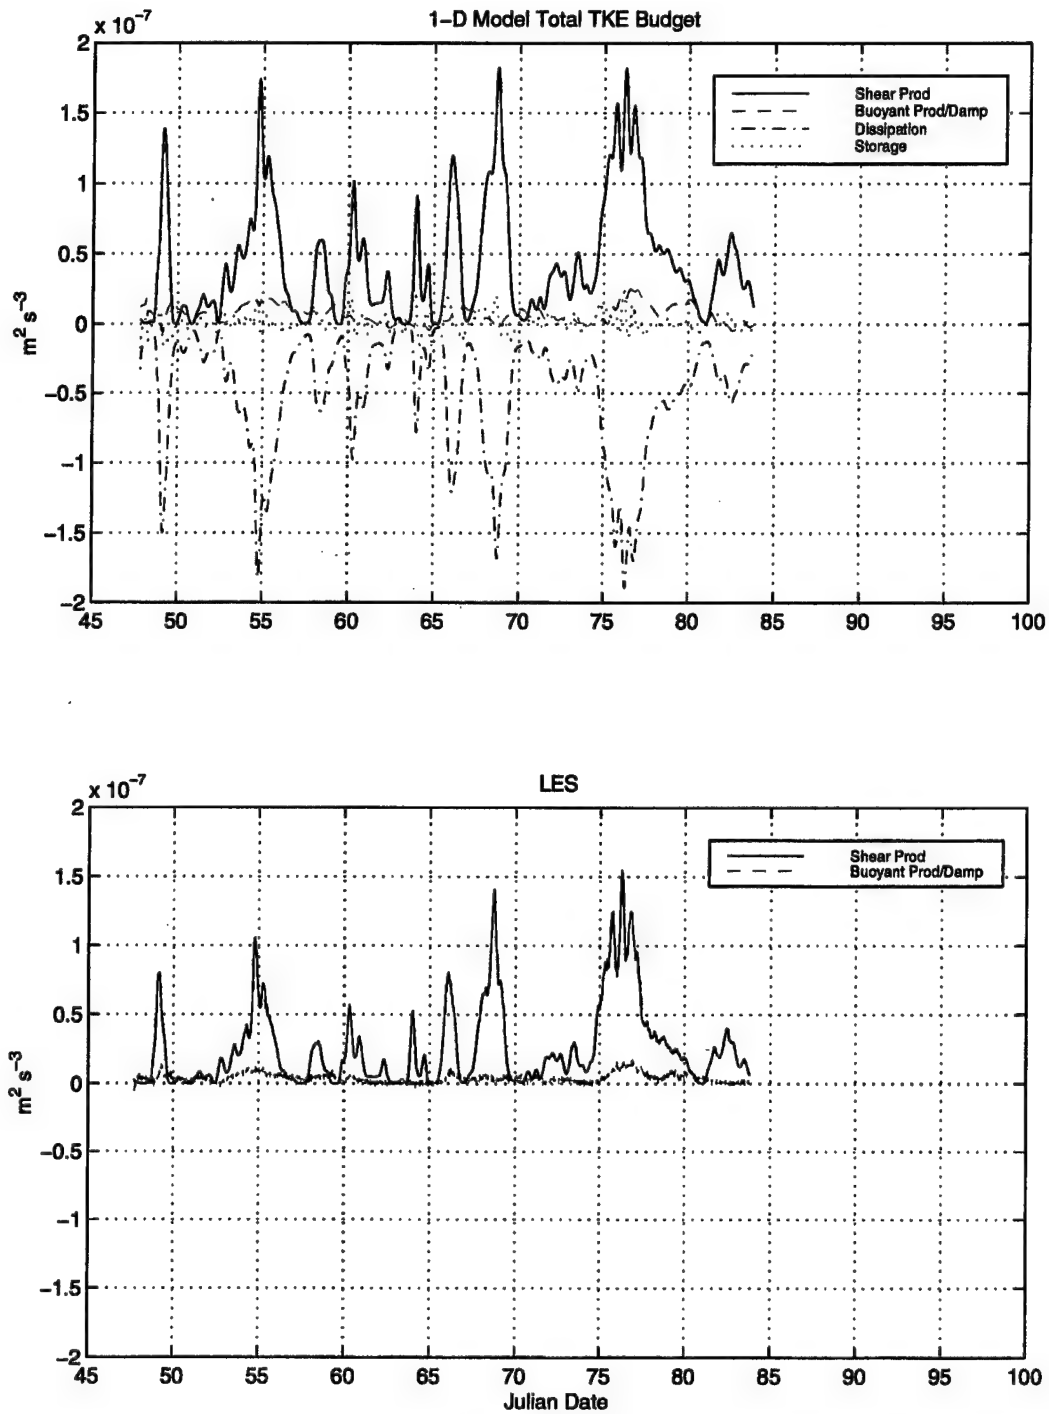 1-D Model Total TKE Budget
x 10^-7
2
1.5
1
0.5
0
-0.5
-1
-1.5
-2
m^2 s^-3
Shear Prod
Buoyant Prod/Damp
Dissipation
Storage
45 50 55 60 65 70 75 80 85 90 95 100
LES
x 10^-7
2
1.5
1
0.5
0
-0.5
-1
-1.5
-2
m^2 s^-3
Shear Prod
Buoyant Prod/Damp
45 50 55 60 65 70 75 80 85 90 95 100
Julian Date